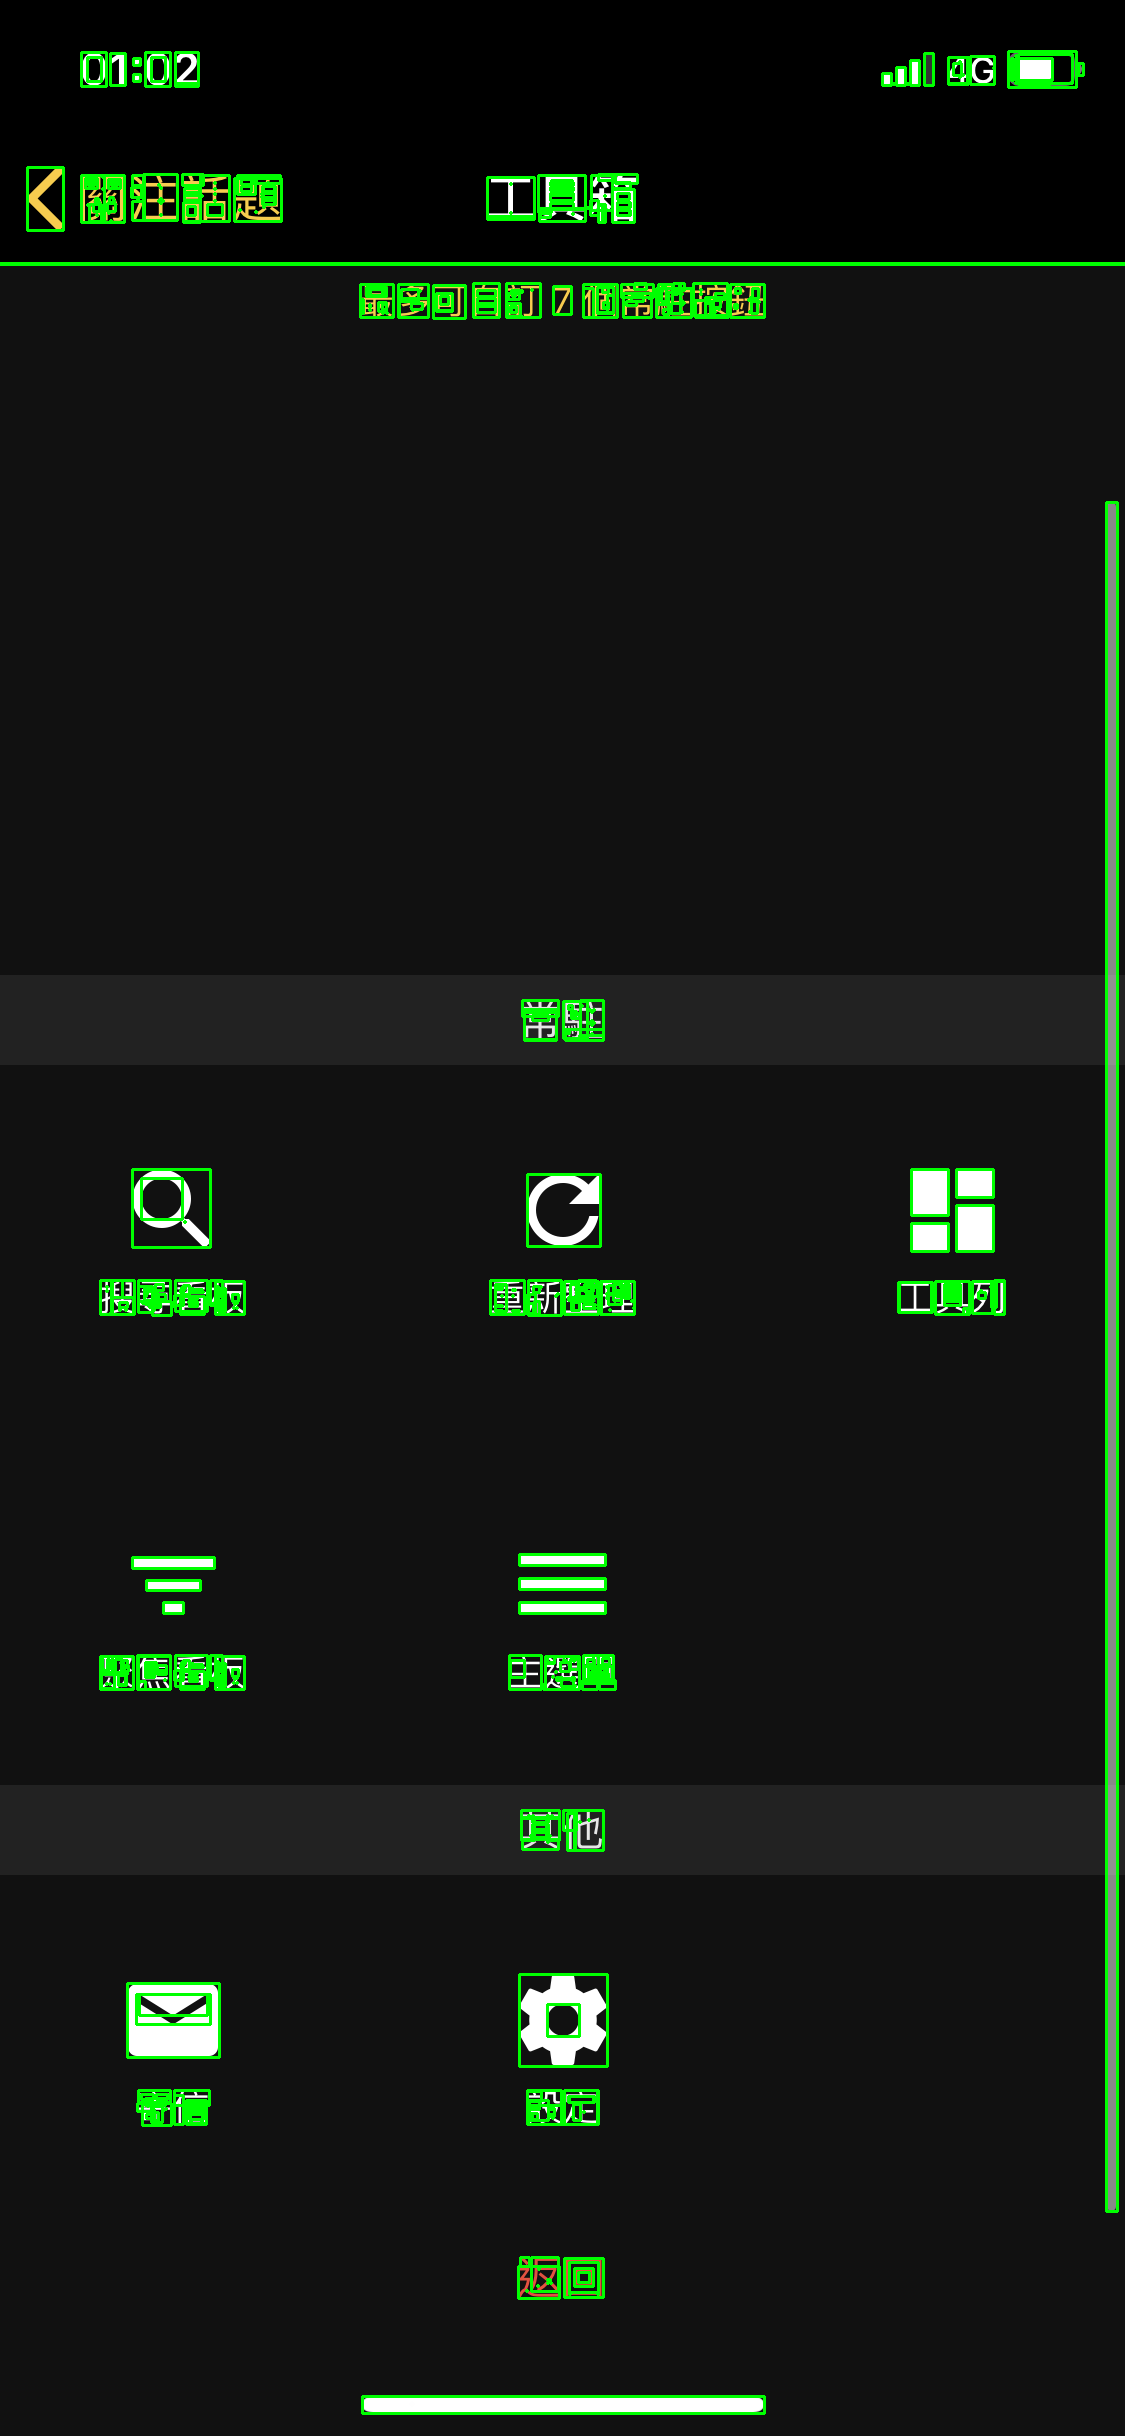 01:02
4G
關注話題
工具箱
最多可自訂 7 個常駐按鈕
常駐
搜尋看板
重新整理
工具列
聚焦看板
主選單
其他
寄信
設定
返回